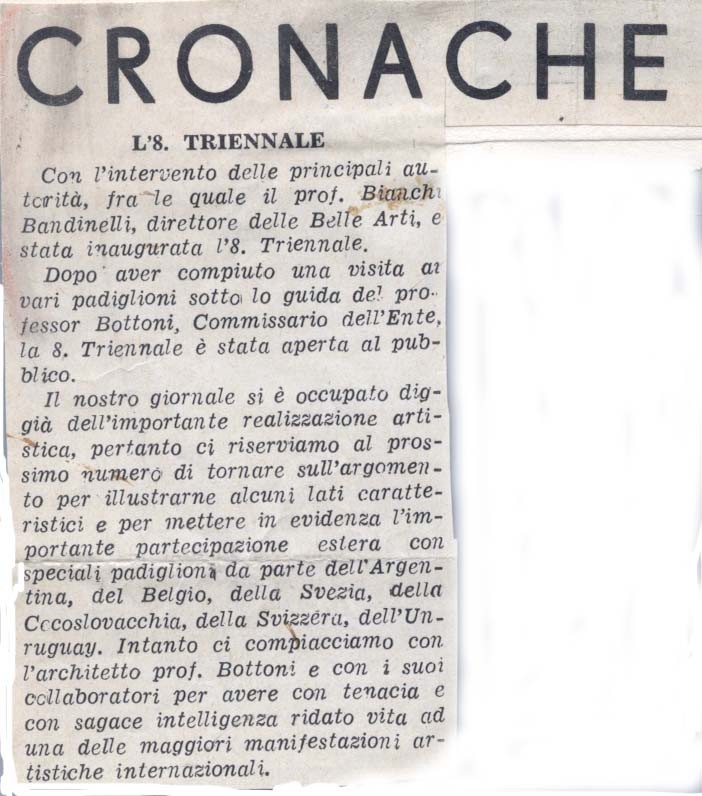 CRONACHE
L'8. TRIENNALE
Con l'intervento delle principali au-
torità, fra le quale il prof. Bianchi
Bandinelli, direttore delle Belle Arti, e
stata inaugurata l'8. Triennale.
Dopo aver compiuto una visita ai
vari padiglioni sotto lo guida del pro-
fessor Bottoni, Commissario dell'Ente,
la 8. Triennale è stata aperta al pub-
blico.
Il nostro giornale si è occupato dig-
già dell'importante realizzazione arti-
stica, pertanto ci riserviamo al pros-
simo numero di tornare sull'argomen-
to per illustrarne alcuni lati caratte-
ristici e per mettere in evidenza l'im-
portante partecipazione estera con
speciali padiglioni da parte dell'Argen-
tina, del Belgio, della Svezia, della
Cecoslovacchia, della Svizzera, dell'Un-
ruguay. Intanto ci compiacciamo con
l'architetto prof. Bottoni e con i suoi
collaboratori per avere con tenacia e
con sagace intelligenza ridato vita ad
una delle maggiori manifestazioni ar-
tistiche internazionali.